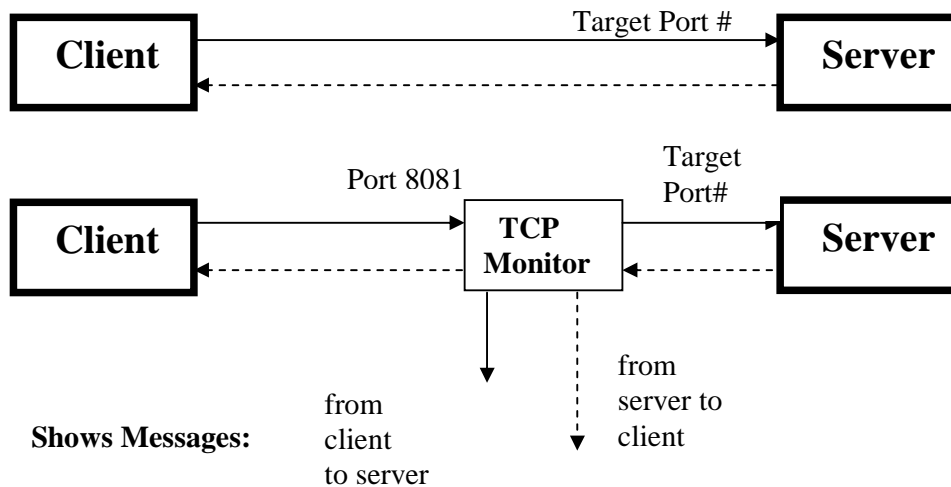 Target Port #
Client
Server
Port 8081
Target
Port#
Client
TCP
Monitor
Server
Shows Messages:
from
client
to server
from
server to
client